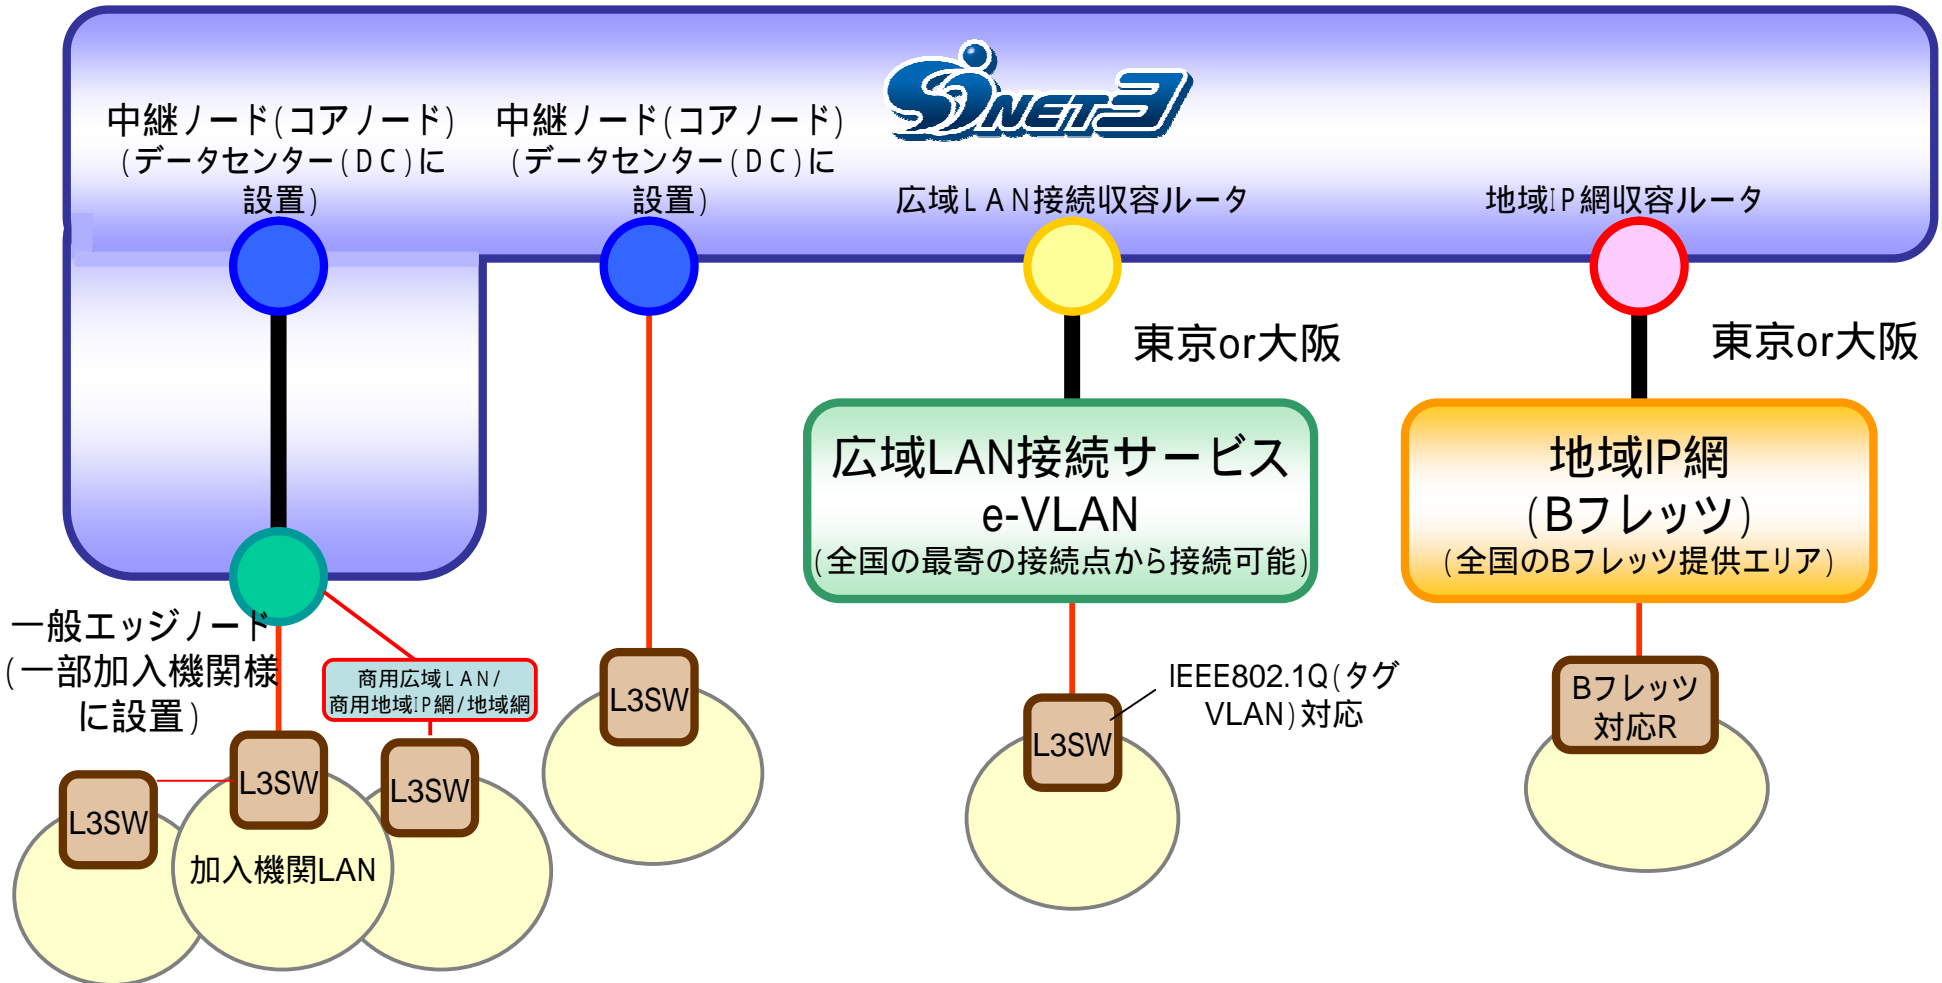 SINET3
中継ノード(コアノード)
(データセンター(DC)に
設置)
中継ノード(コアノード)
(データセンター(DC)に
設置)
広域LAN接続収容ルータ
地域IP網収容ルータ
東京or大阪
東京or大阪
広域LAN接続サービス
e-VLAN
(全国の最寄の接続点から接続可能)
地域IP網
(Bフレッツ)
(全国のBフレッツ提供エリア)
一般エッジノード
(一部加入機関様
に設置)
商用広域LAN/
商用地域IP網/地域網
L3SW
L3SW
L3SW
加入機関LAN
L3SW
L3SW
IEEE802.1Q(タグ
VLAN)対応
Bフレッツ
対応R